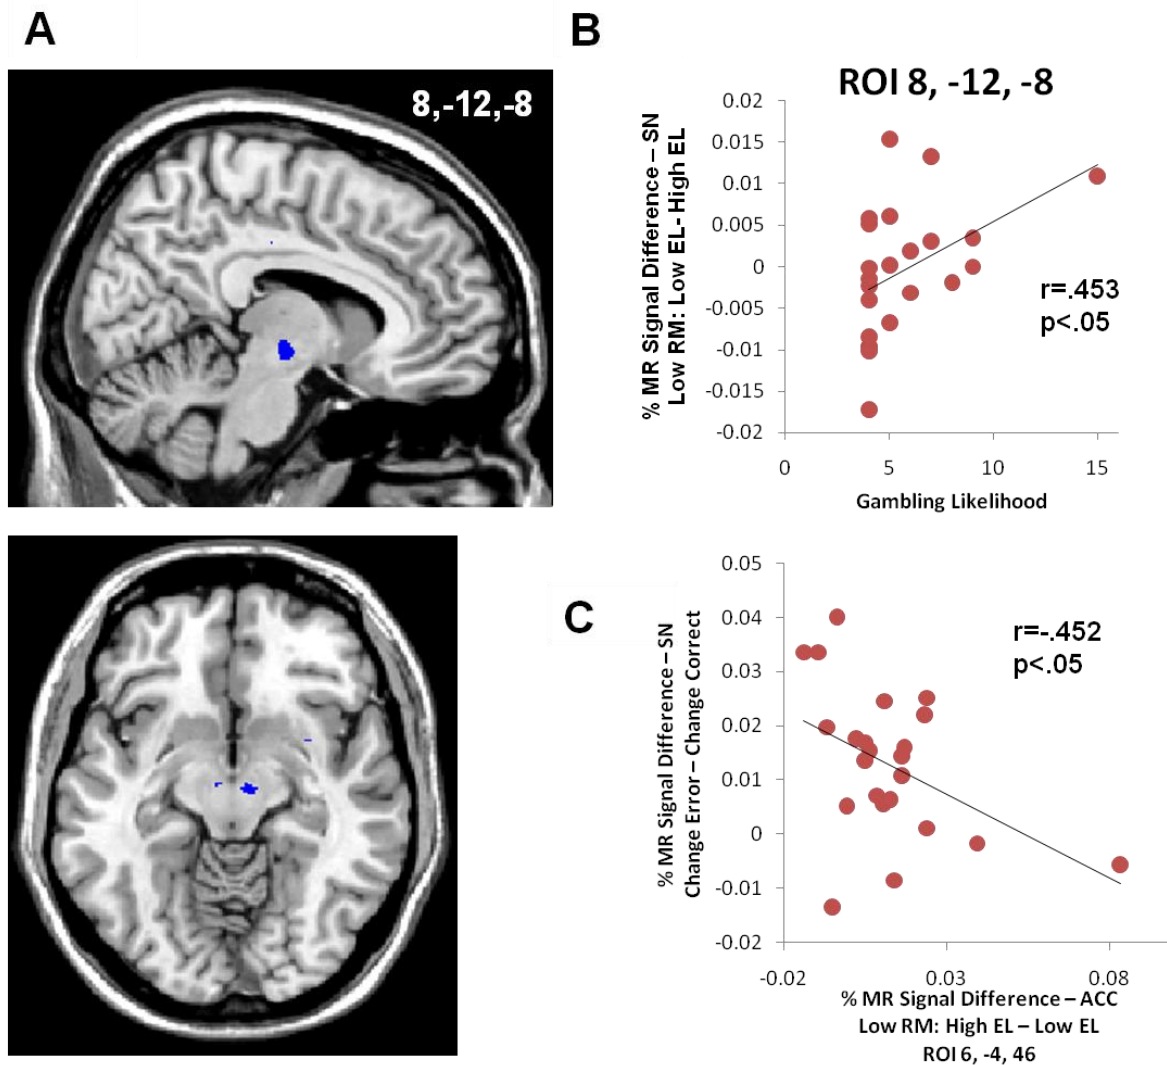 A
8,-12,-8
B
ROI 8, -12, -8
% MR Signal Difference – SN
Low RM: Low EL- High EL
0.02
0.015
0.01
0.005
0
-0.005
-0.01
-0.015
-0.02
r=.453
p<.05
0 5 10 15
Gambling Likelihood
C
% MR Signal Difference – SN
Change Error – Change Correct
0.05
0.04
0.03
0.02
0.01
0
-0.01
-0.02
r=-.452
p<.05
-0.02 0.03 0.08
% MR Signal Difference – ACC
Low RM: High EL – Low EL
ROI 6, -4, 46